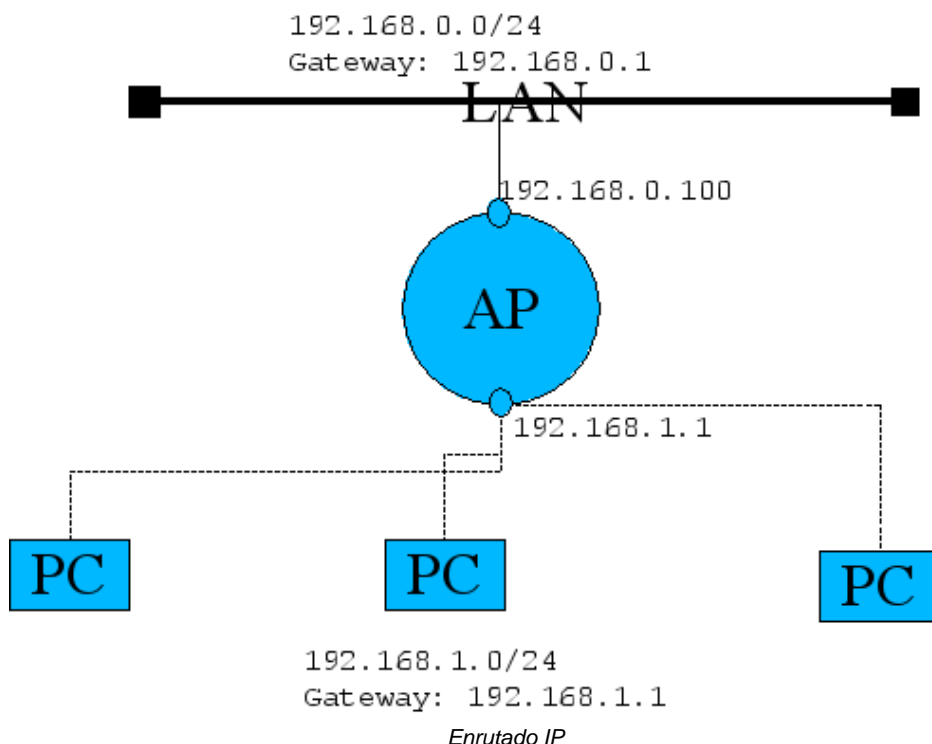 192.168.0.0/24
Gateway: 192.168.0.1
LAN
192.168.0.100
AP
192.168.1.1
PC PC PC
192.168.1.0/24
Gateway: 192.168.1.1
Enrutado IP